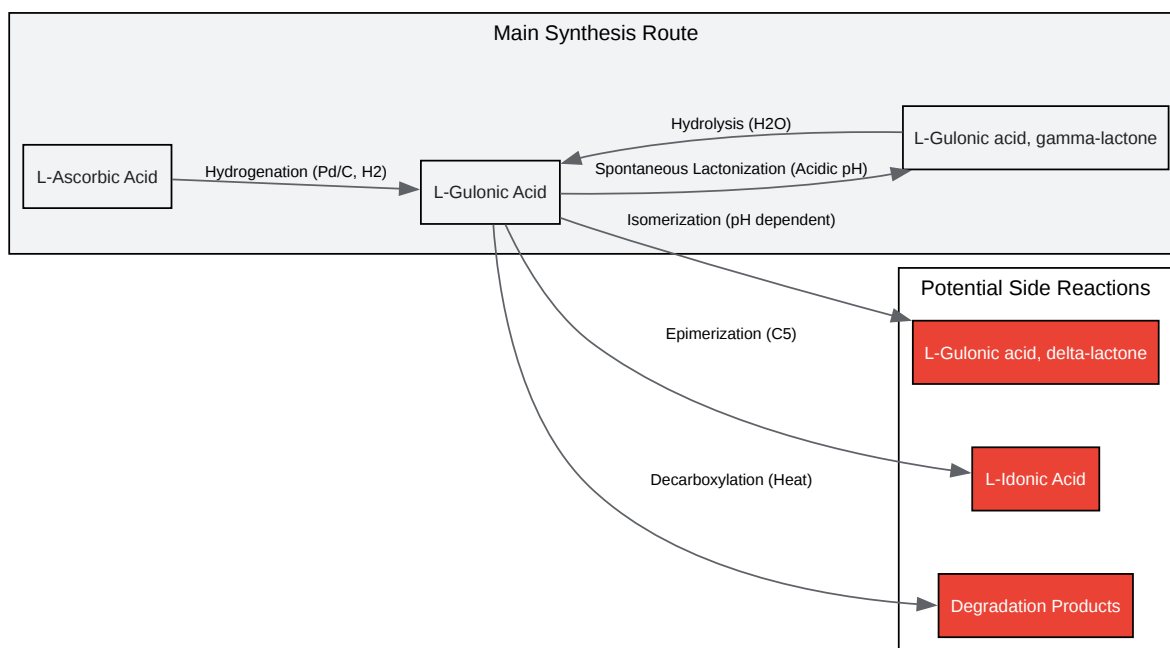 Main Synthesis Route
L-Ascorbic Acid
Hydrogenation (Pd/C, H2)
L-Gulonic Acid
Hydrolysis (H2O)
Spontaneous Lactonization (Acidic pH)
L-Gulonic acid, gamma-lactone
Isomerization (pH dependent)
Epimerization (C5)
Decarboxylation (Heat)
Potential Side Reactions
L-Gulonic acid, delta-lactone
L-Idonic Acid
Degradation Products